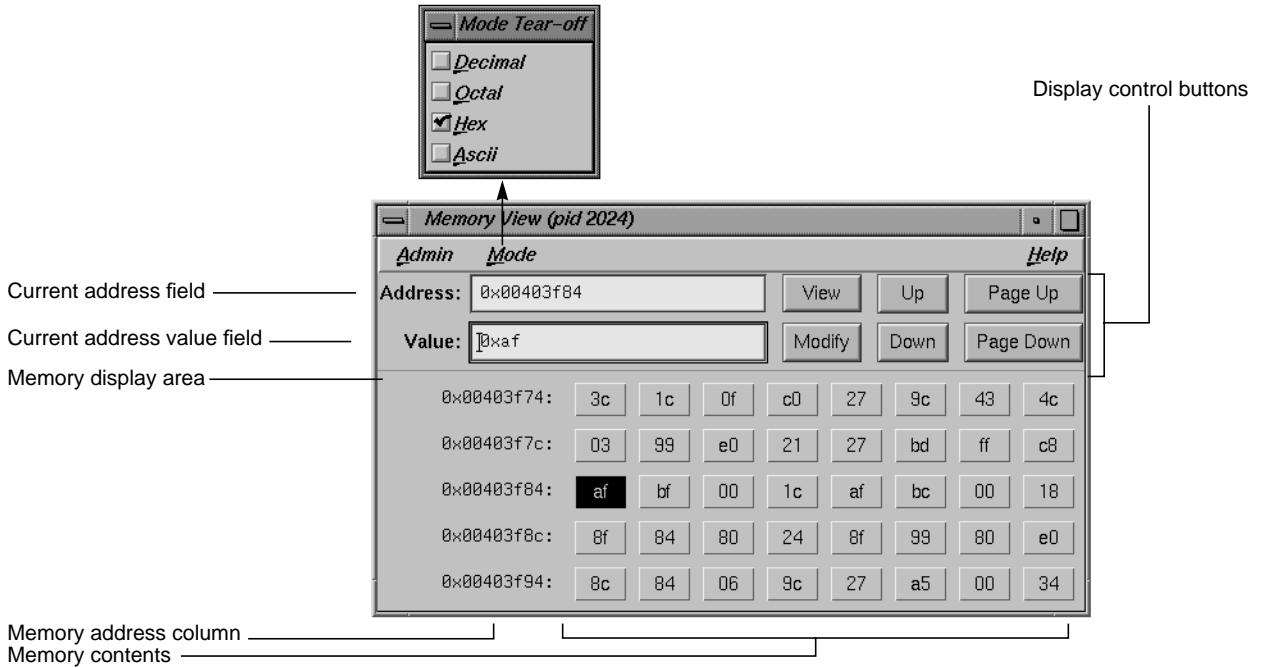 Mode Tear-off
Decimal
Octal
Hex
Ascii
Display control buttons
Memory View (pid 2024)
Admin Mode Help
Current address field
Address: 0x00403f84 View Up Page Up
Current address value field
Value: 0xaf Modify Down Page Down
Memory display area
0x00403f74: 3c 1c 0f c0 27 9c 43 4c
0x00403f7c: 03 99 e0 21 27 bd ff c8
0x00403f84: af bf 00 1c af bc 00 18
0x00403f8c: 8f 84 80 24 8f 99 80 e0
0x00403f94: 8c 84 06 9c 27 a5 00 34
Memory address column
Memory contents